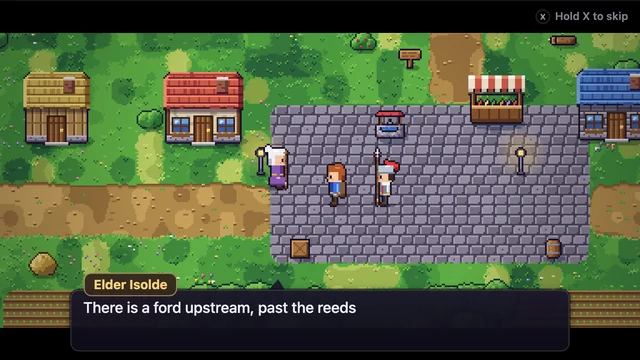 X Hold X to skip
Elder Isolde
There is a ford upstream, past the reeds